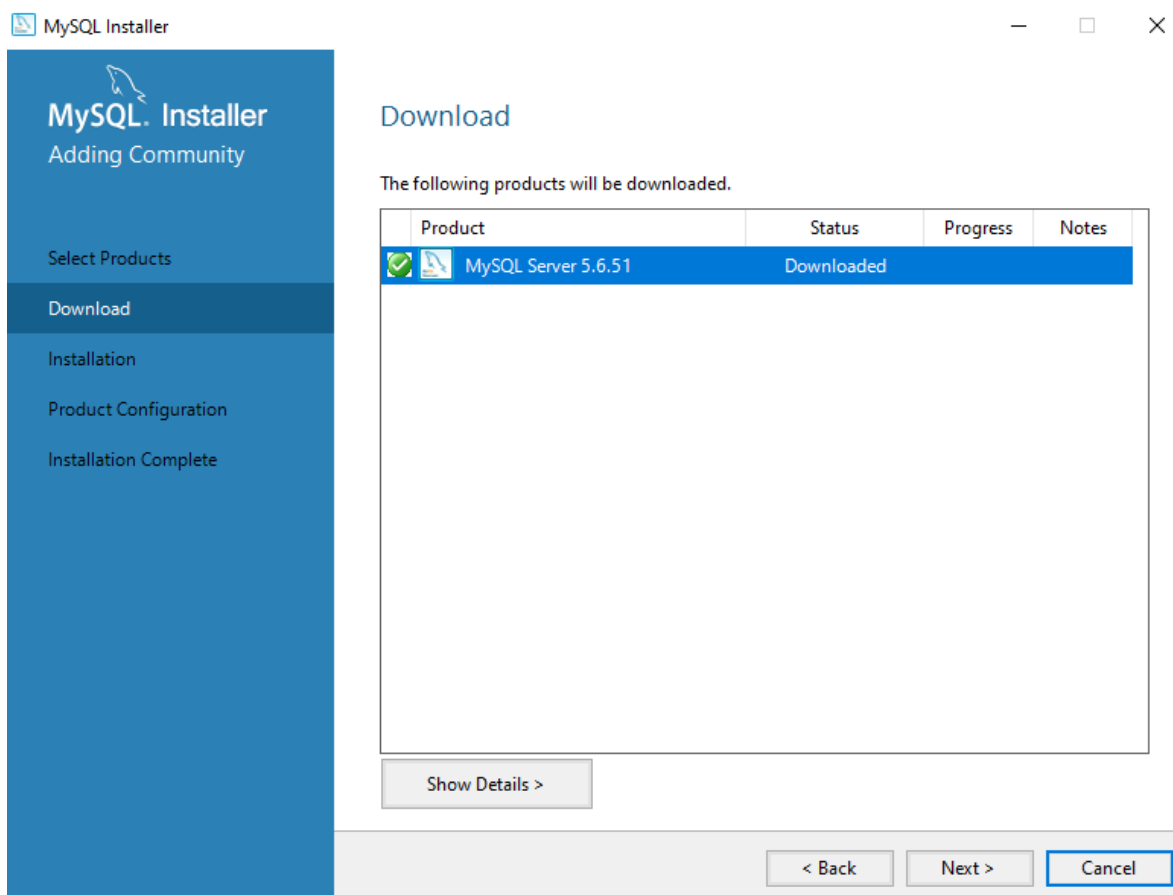 MySQL Installer
MySQL. Installer
Adding Community
Select Products
Download
Installation
Product Configuration
Installation Complete
Download
The following products will be downloaded.
Product Status Progress Notes
MySQL Server 5.6.51 Downloaded
Show Details >
< Back Next > Cancel